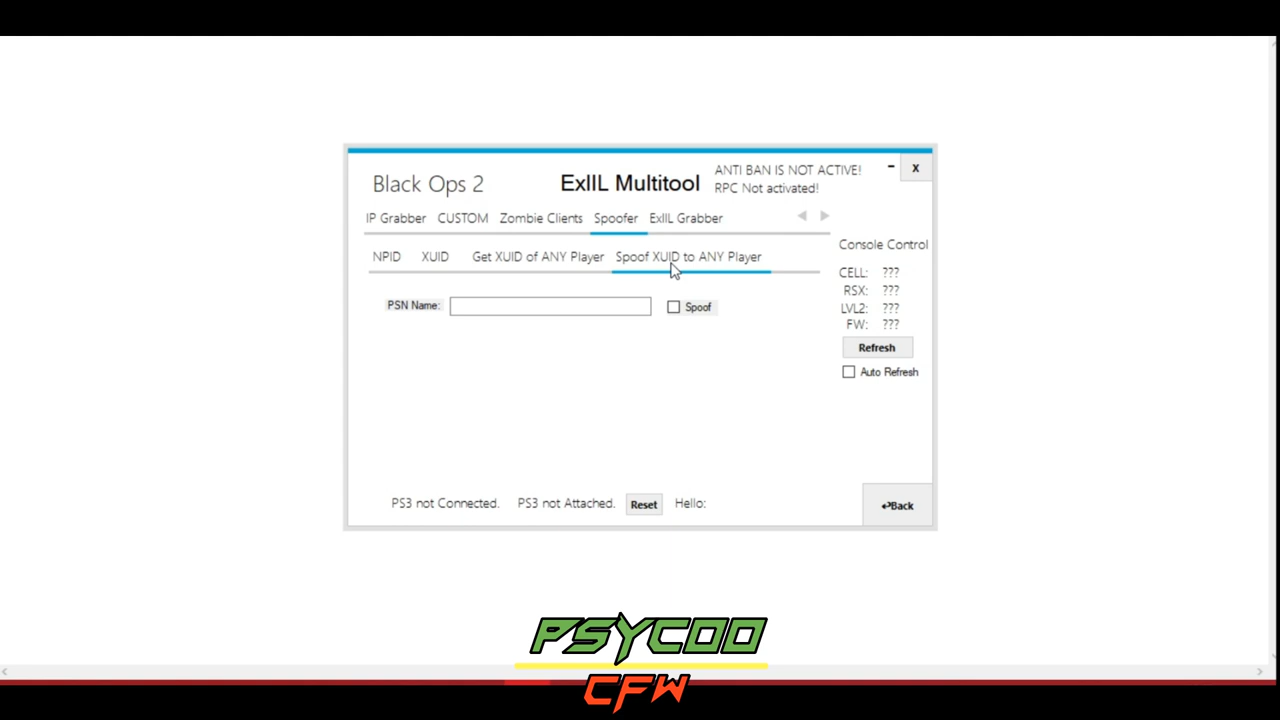 Black Ops 2
ExIIL Multitool
ANTI BAN IS NOT ACTIVE!
RPC Not activated!
- X
IP Grabber CUSTOM Zombie Clients Spoofer ExIIL Grabber
NPID XUID Get XUID of ANY Player Spoof XUID to ANY Player
PSN Name: Spoof
Console Control
CELL: ???
RSX: ???
LVL2: ???
FW: ???
Refresh
Auto Refresh
PS3 not Connected. PS3 not Attached. Reset Hello:
Back
PSYCOO
CFW